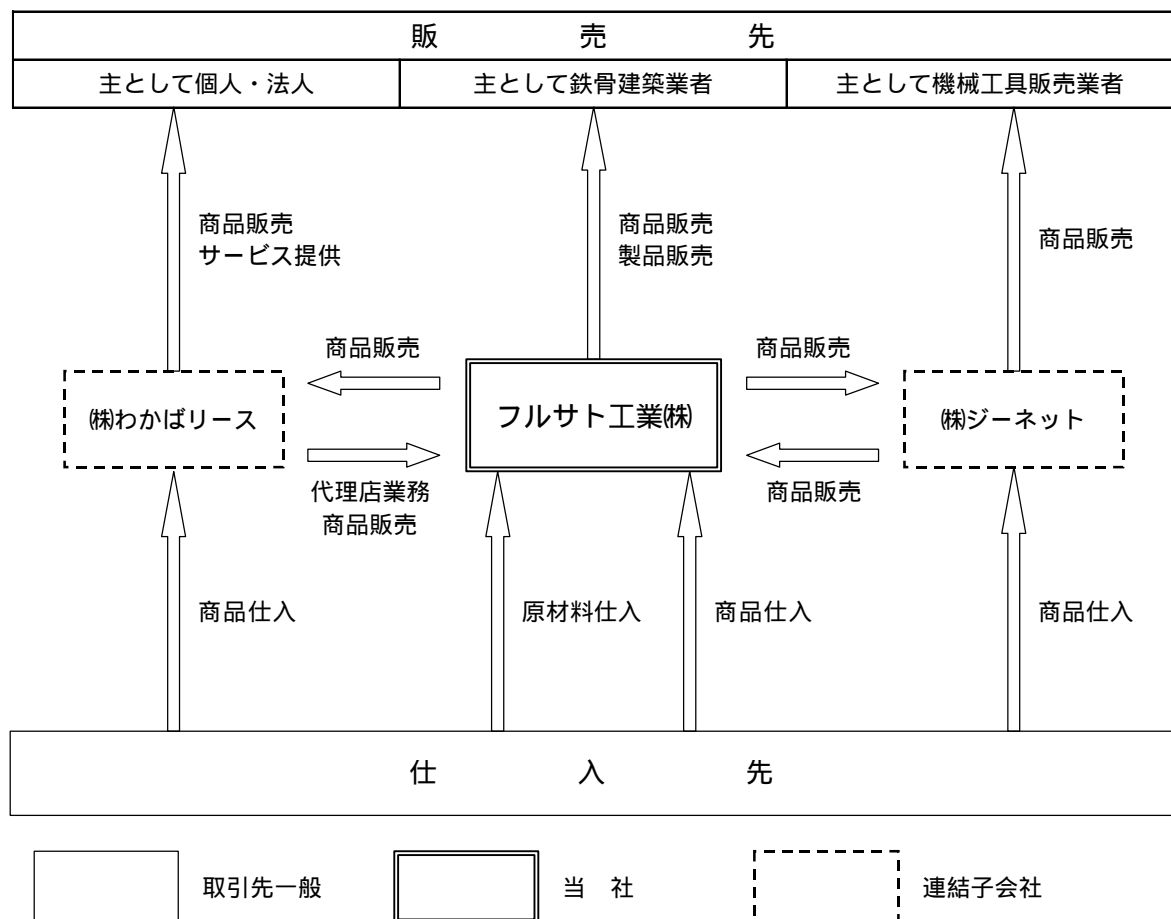 販売先
主として個人・法人
主として鉄骨建築業者
主として機械工具販売業者
商品販売
サービス提供
商品販売
製品販売
商品販売
商品販売
商品販売
㈱わかばリース
フルサト工業㈱
㈱ジーネット
代理店業務
商品販売
商品販売
商品仕入
原材料仕入
商品仕入
商品仕入
仕入先
取引先一般
当 社
連結子会社